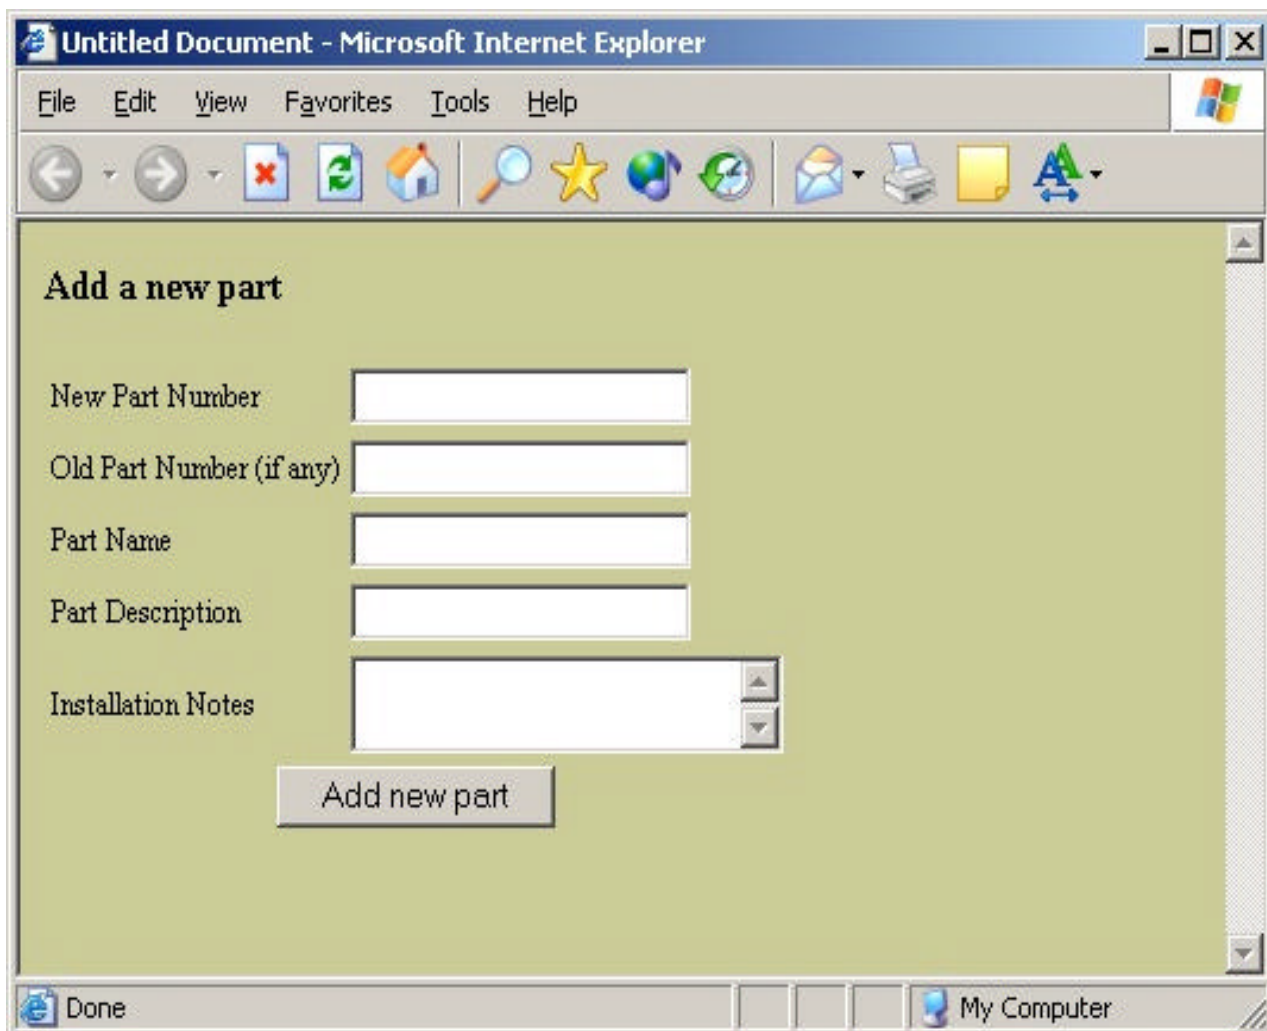 Untitled Document - Microsoft Internet Explorer
File Edit View Favorites Tools Help
Add a new part
New Part Number
Old Part Number (if any)
Part Name
Part Description
Installation Notes
Add new part
Done My Computer